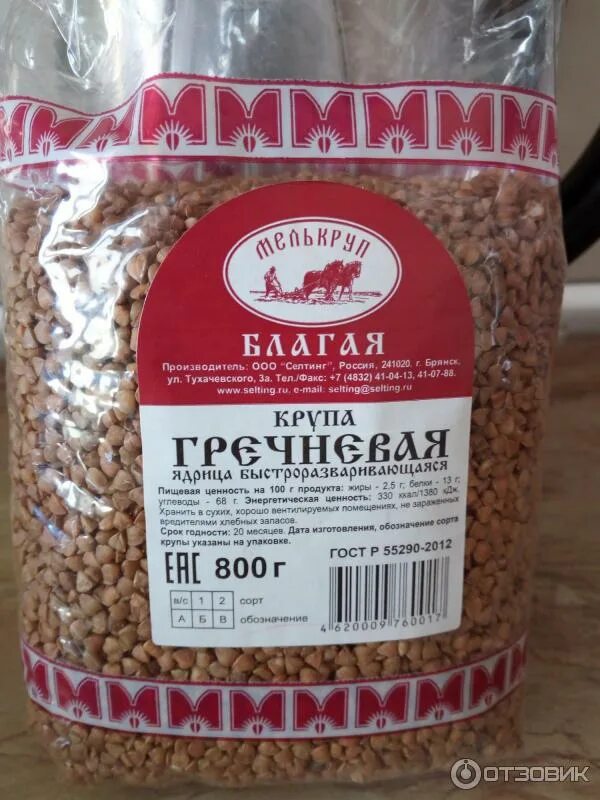 МЕЛЬКРУП
БЛАГАЯ
Производитель: ООО "Септинг", Россия, 241020, г. Брянск,
ул. Тухачевского, 3а. Тел./Факс: +7 (4832) 41-04-13, 41-07-88.
www.selting.ru, e-mail: selting@selting.ru
КРУПА
ГРЕЧНЕВАЯ
ЯДРИЦА БЫСТРОРАЗВАРИВАЮЩАЯСЯ
Пищевая ценность на 100 г продукта: жиры - 2,5 г; белки - 13 г;
углеводы - 68 г. Энергетическая ценность: 330 ккал/1380 кДж.
Хранить в сухих, хорошо вентилируемых помещениях, не зараженных
вредителями хлебных запасов.
Срок годности: 20 месяцев. Дата изготовления, обозначение сорта
крупы указаны на упаковке.
ГОСТ Р 55290-2012
ЕАС 800 г
в/с 1 2 сорт
А Б В обозначение
4620009760017
ОТЗОВИК